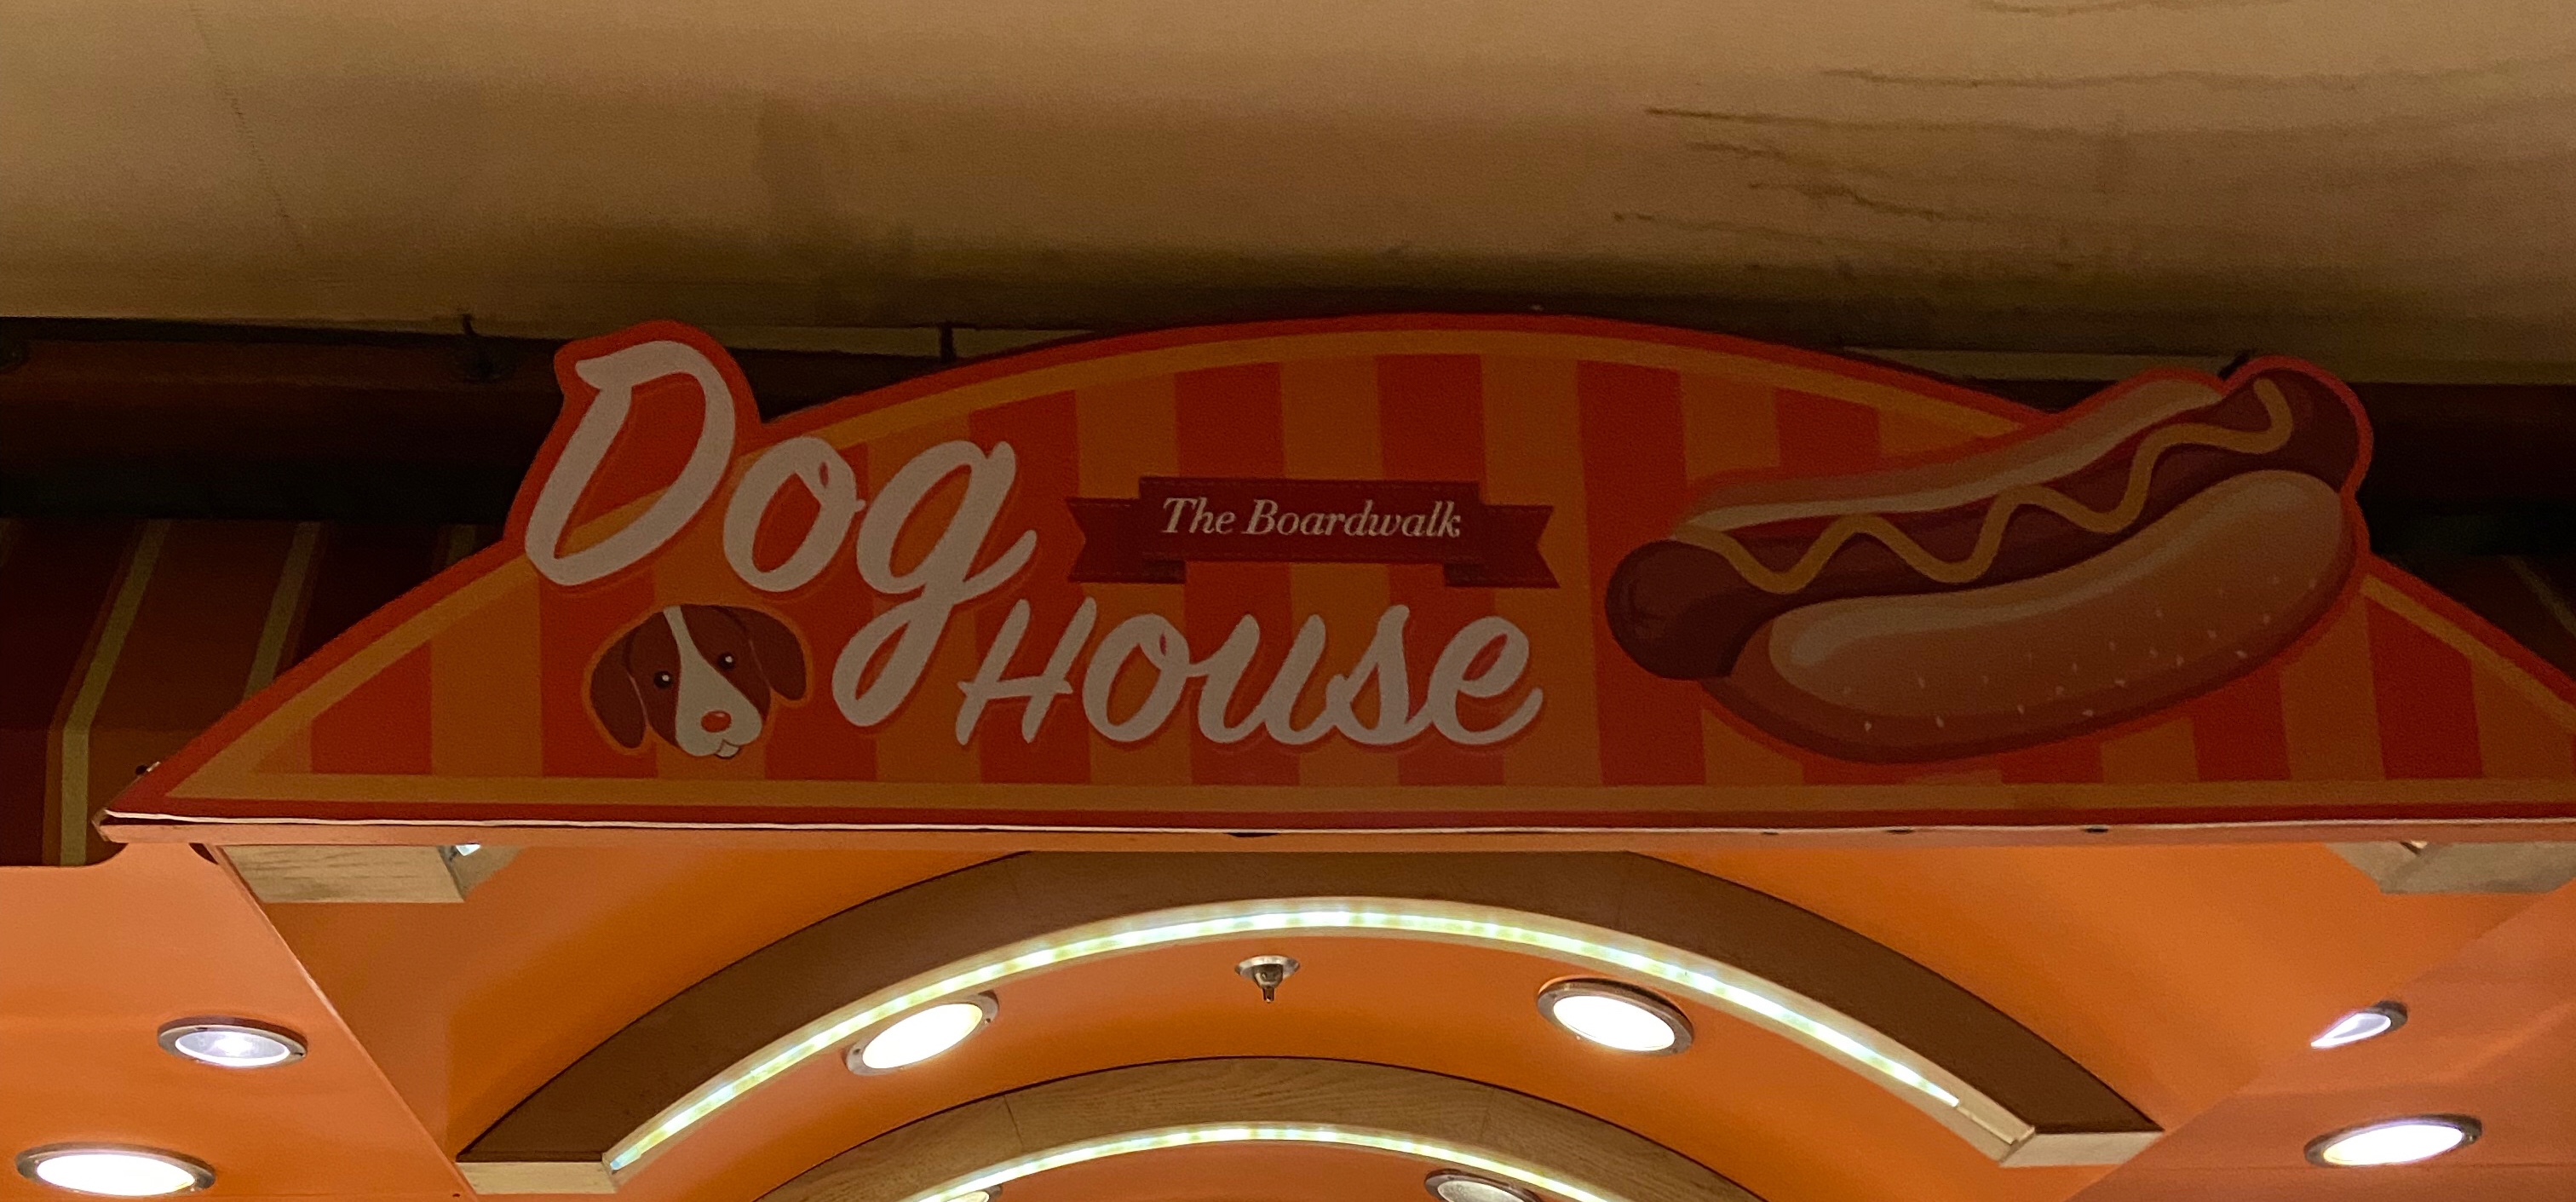 Dog
The Boardwalk
House